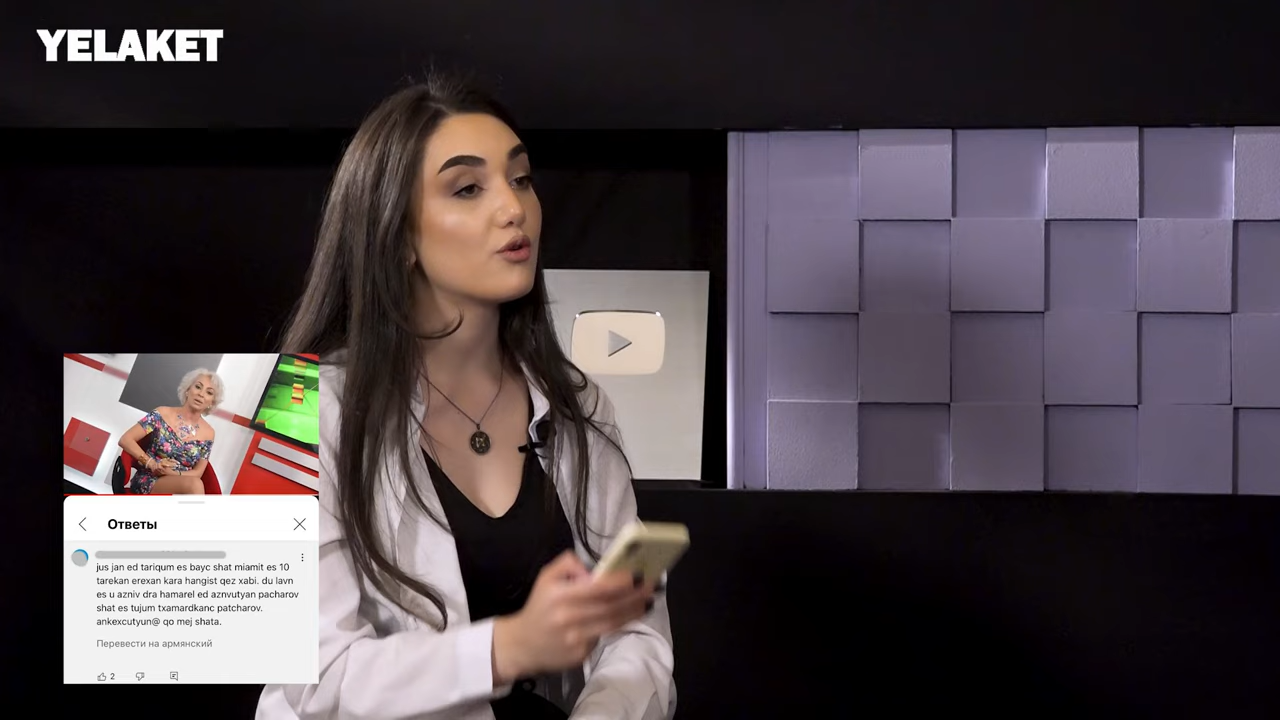 YELAKET
Ответы
jus jan ed tariqum es bayc shat miamit es 10
tarekan erexan kara hangist qez xabi. du lavn
es u azniv dra hamarel ed aznvutyan pacharov
shat es tujum txamardkanc patcharov.
ankexcutyun@ qo mej shata.
Перевести на армянский
2